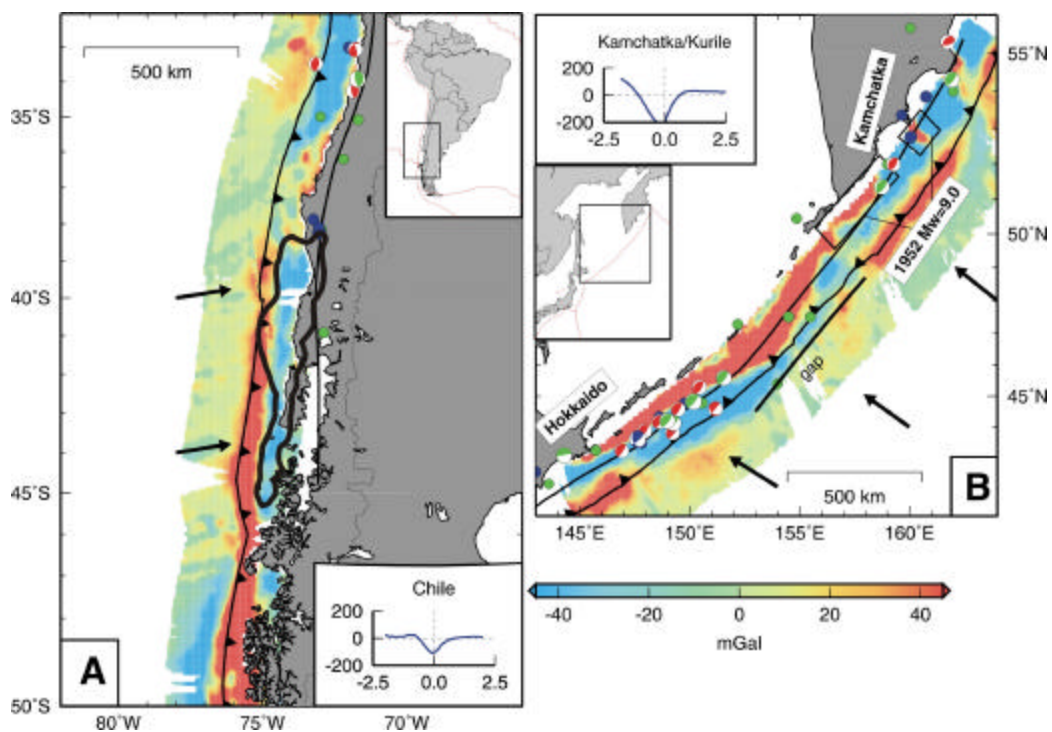 500 km
35°S
40°S
45°S
50°S
80°W
75°W
70°W
A
Chile
200
0
-200
-2.5
0.0
2.5
Kamchatka/Kurile
200
0
-200
-2.5
0.0
2.5
Kamchatka
1952 Mw=9.0
gap
Hokkaido
500 km
B
55°N
50°N
45°N
145°E
150°E
155°E
160°E
-40
-20
0
20
40
mGal